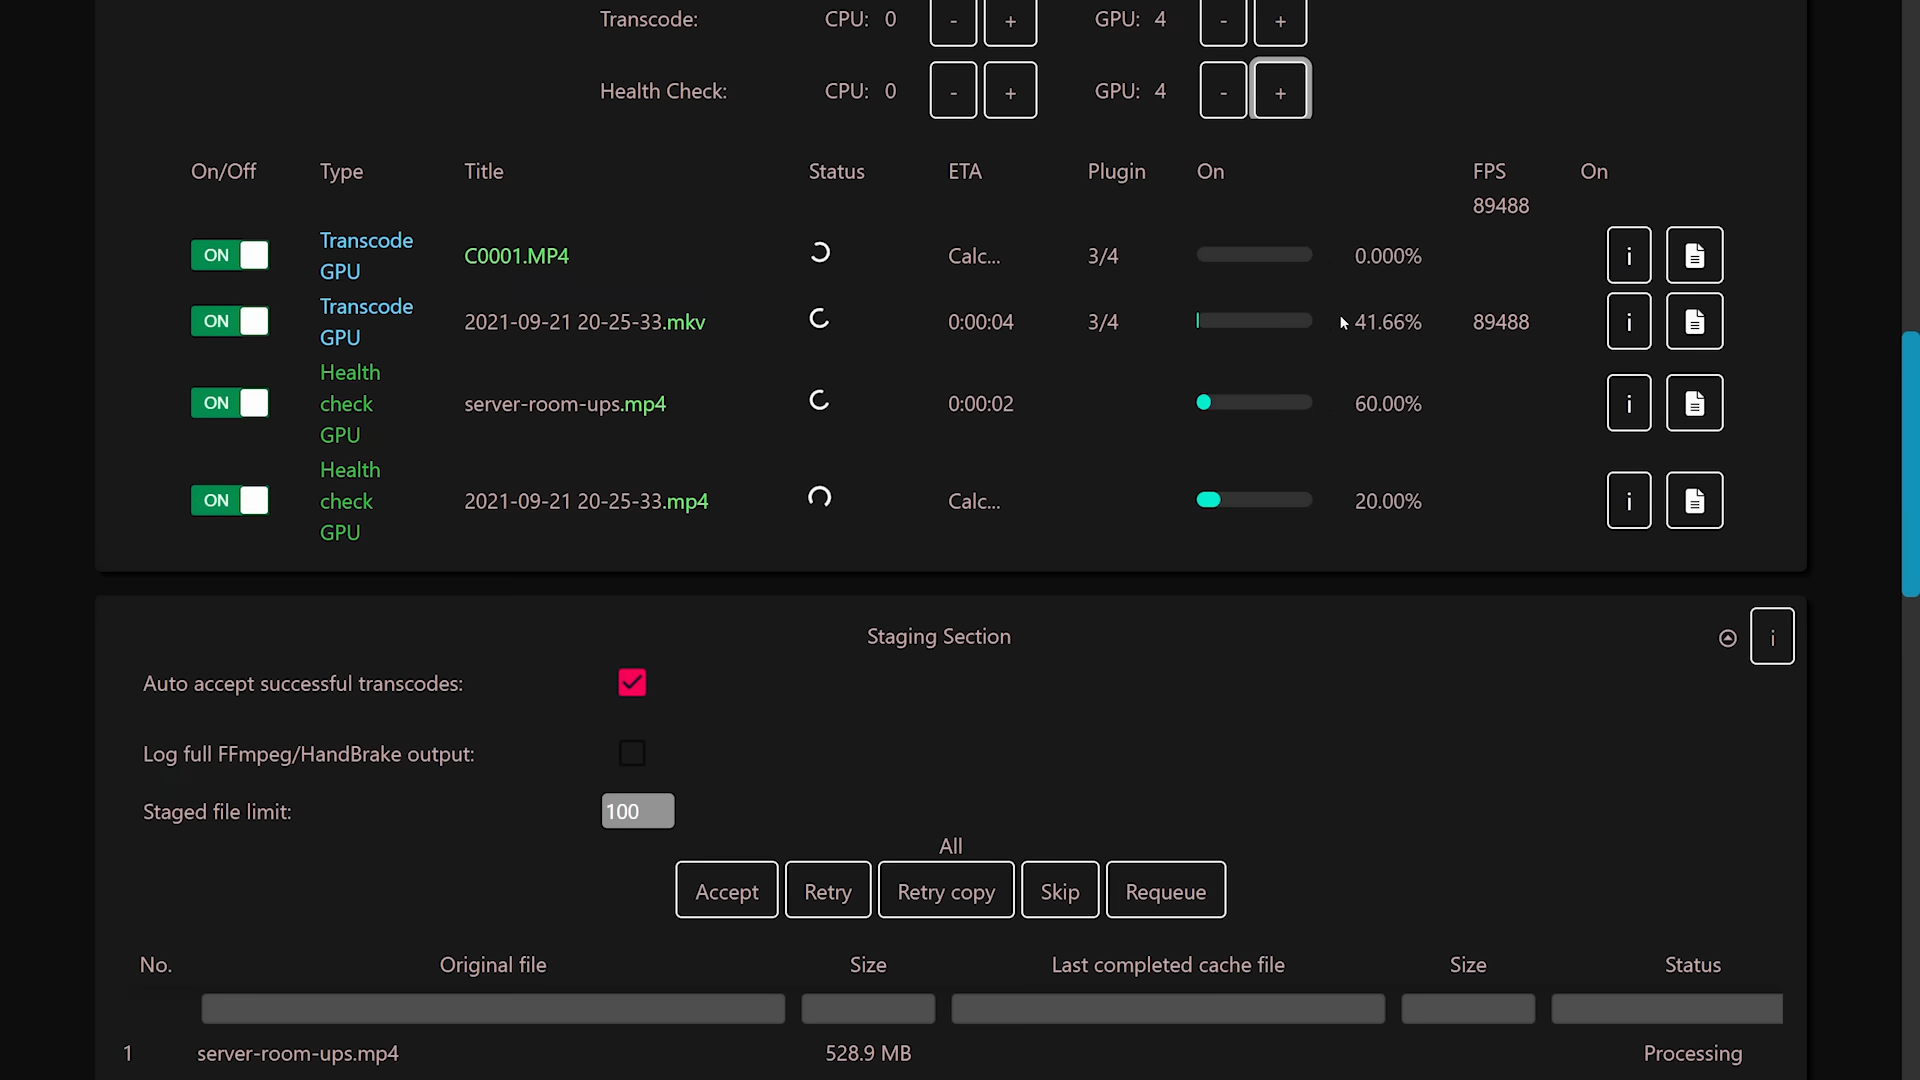 Transcode: CPU: 0 - + GPU: 4 - +
Health Check: CPU: 0 - + GPU: 4 - +
On/Off Type Title Status ETA Plugin On FPS On
89488
ON Transcode GPU C0001.MP4 Calc... 3/4 0.000% i
ON Transcode GPU 2021-09-21 20-25-33.mkv 0:00:04 3/4 41.66% 89488 i
ON Health check GPU server-room-ups.mp4 0:00:02 60.00% i
ON Health check GPU 2021-09-21 20-25-33.mp4 Calc... 20.00% i
Staging Section i
Auto accept successful transcodes:
Log full FFmpeg/HandBrake output:
Staged file limit: 100
All
Accept Retry Retry copy Skip Requeue
No. Original file Size Last completed cache file Size Status
1 server-room-ups.mp4 528.9 MB Processing